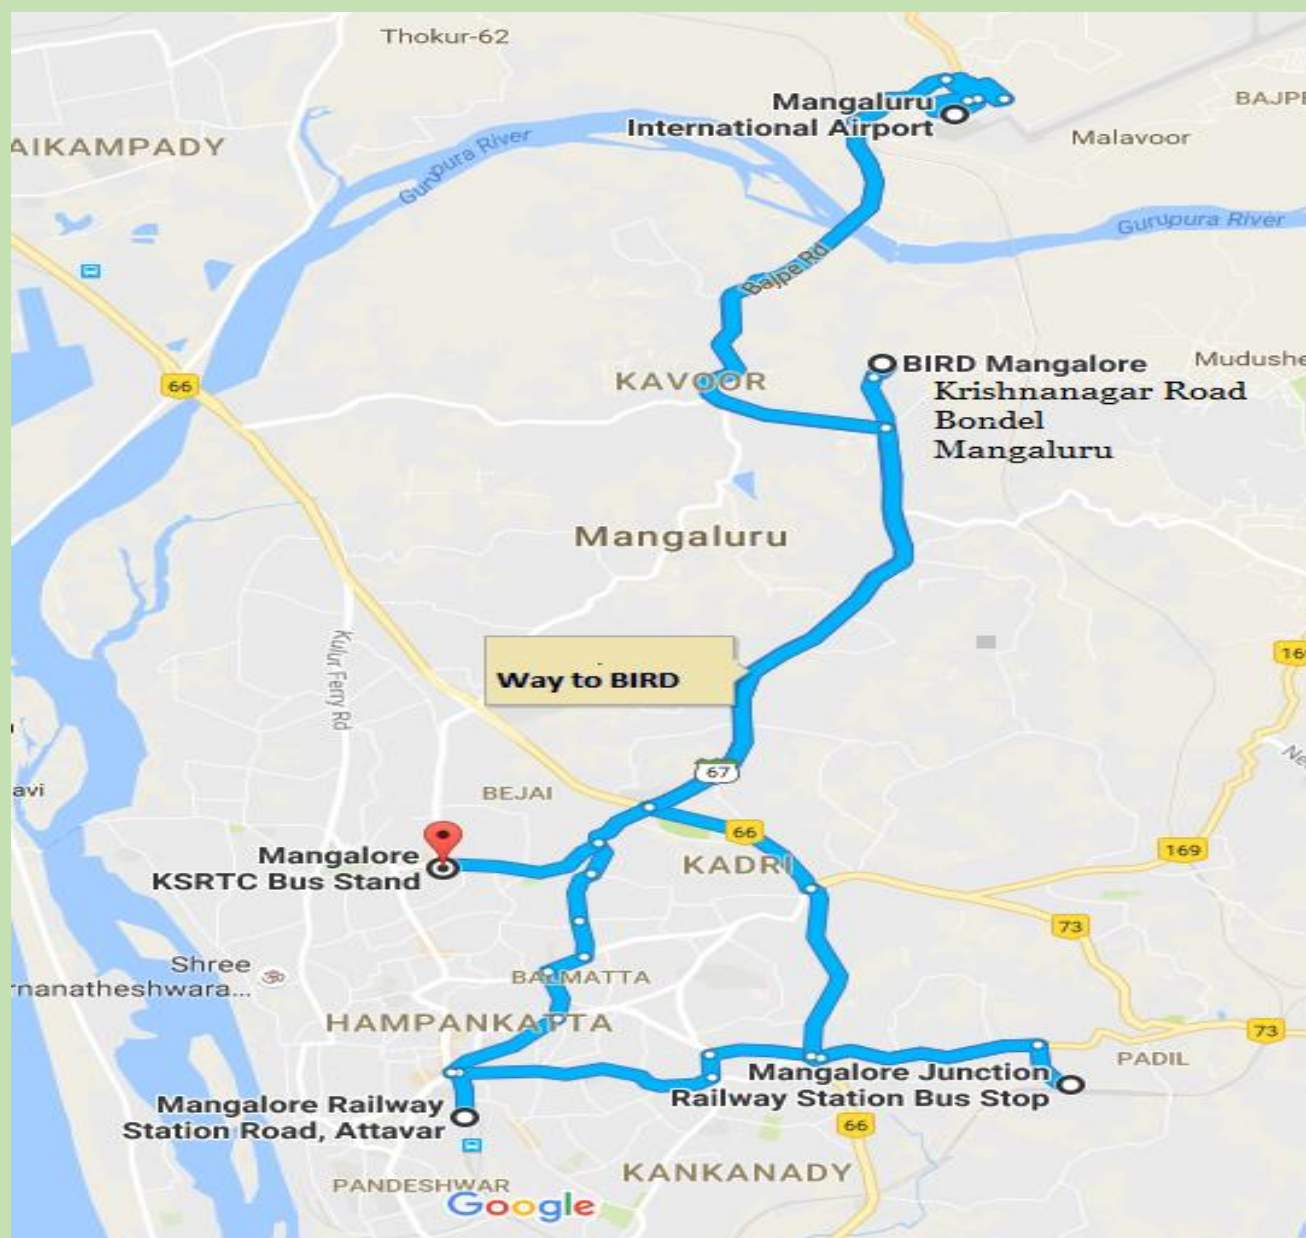 Thokur-62
Mangaluru
International Airport
BAJPE
Malavoor
AIKAMPADY
Gurupura River
Gurupura River
Bajpe Rd
BIRD Mangalore
Krishnanagar Road
Bondel
Mangaluru
Mudushe
KAVOOR
66
Mangaluru
Kulur Ferry Rd
Way to BIRD
16
67
avi
BEJAI
66
KADRI
169
Mangalore
KSRTC Bus Stand
73
Shree
rnanatheshwara...
BALMATTA
HAMPANKATTA
73
PADIL
Mangalore Junction
Railway Station Bus Stop
Mangalore Railway
Station Road, Attavar
66
KANKANADY
PANDESHWAR
Google